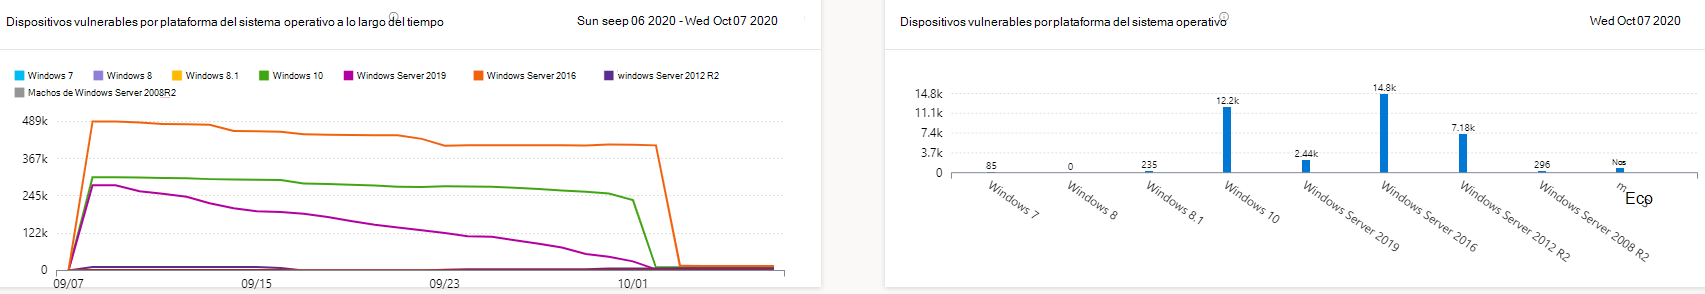 Dispositivos vulnerables por plataforma del sistema operativo a lo largo del tiempo
Sun seep 06 2020 - Wed Oct 07 2020
Windows 7
Windows 8
Windows 8.1
Windows 10
Windows Server 2019
Windows Server 2016
windows Server 2012 R2
Machos de Windows Server 2008R2
489k
367k
245k
122k
0
09/07
09/15
09/23
10/01
Dispositivos vulnerables por plataforma del sistema operativo
Wed Oct 07 2020
14.8k
11.1k
7.4k
3.7k
0
85
0
235
12.2k
2.44k
14.8k
7.18k
296
Windows 7
Windows 8
Windows 8.1
Windows 10
Windows Server 2019
Windows Server 2016
Windows Server 2012 R2
Windows Server 2008 R2
Eco